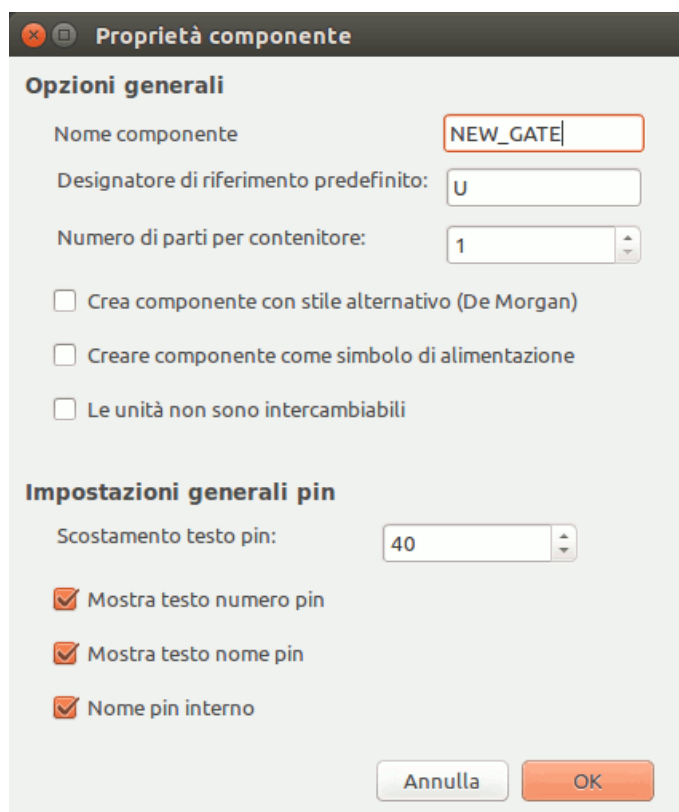 Proprietà componente
Opzioni generali
Nome componente NEW_GATE
Designatore di riferimento predefinito: U
Numero di parti per contenitore: 1
Crea componente con stile alternativo (De Morgan)
Creare componente come simbolo di alimentazione
Le unità non sono intercambiabili
Impostazioni generali pin
Scostamento testo pin: 40
Mostra testo numero pin
Mostra testo nome pin
Nome pin interno
Annulla OK